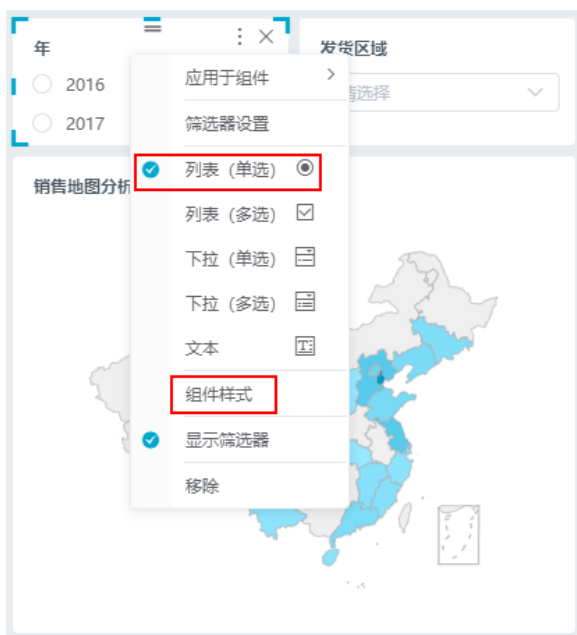 年
发货区域
2016
应用于组件
请选择
2017
筛选器设置
列表（单选）
销售地图分析
列表（多选）
下拉（单选）
下拉（多选）
文本
组件样式
显示筛选器
移除